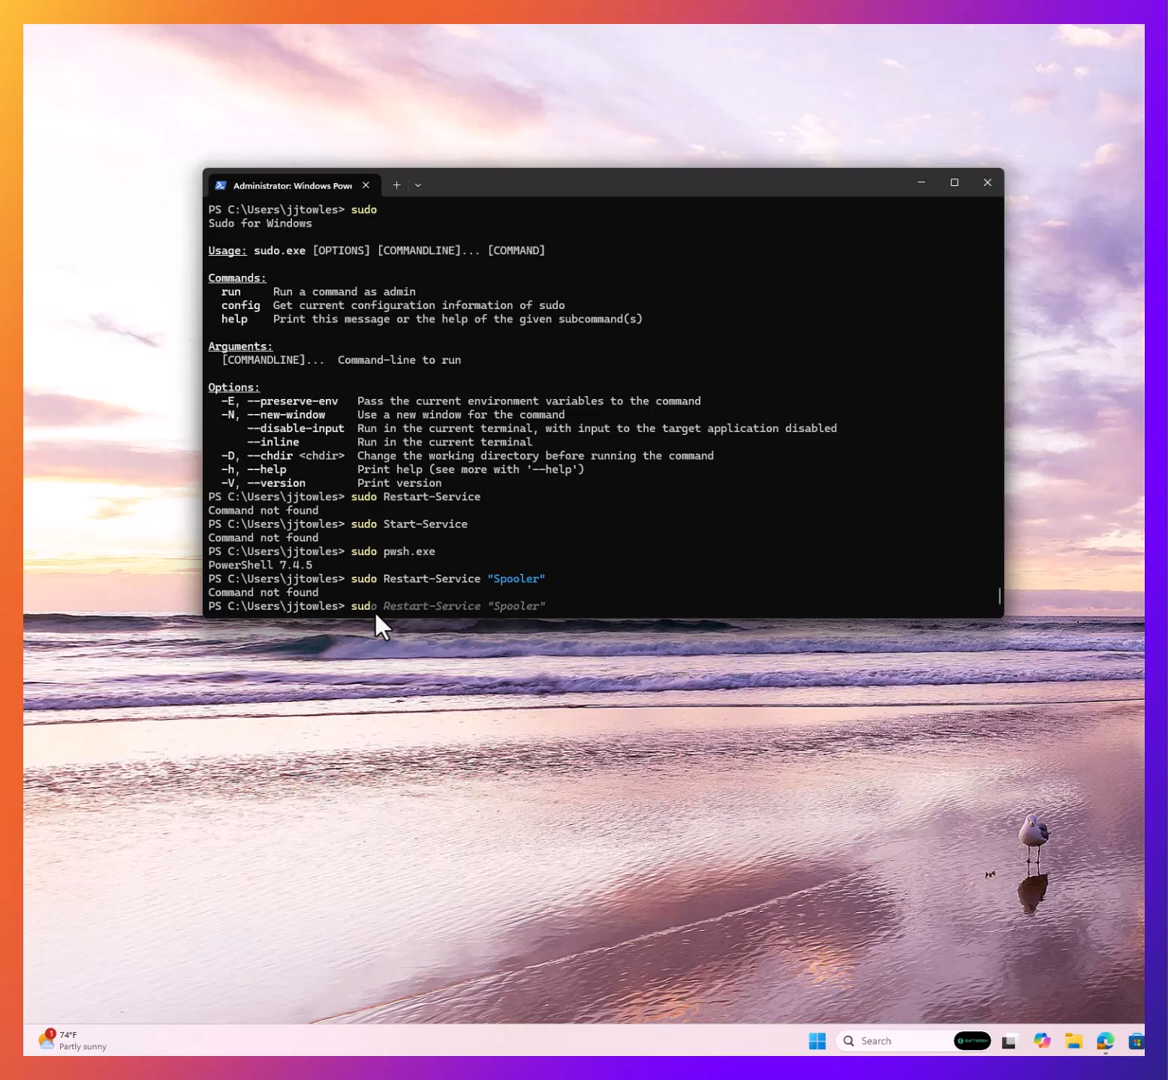 Administrator: Windows Powe
PS C:\Users\jjtowles> sudo
Sudo for Windows
Usage: sudo.exe [OPTIONS] [COMMANDLINE]... [COMMAND]
Commands:
run Run a command as admin
config Get current configuration information of sudo
help Print this message or the help of the given subcommand(s)
Arguments:
[COMMANDLINE]... Command-line to run
Options:
-E, --preserve-env Pass the current environment variables to the command
-N, --new-window Use a new window for the command
--disable-input Run in the current terminal, with input to the target application disabled
--inline Run in the current terminal
-D, --chdir <chdir> Change the working directory before running the command
-h, --help Print help (see more with '--help')
-V, --version Print version
PS C:\Users\jjtowles> sudo Restart-Service
Command not found
PS C:\Users\jjtowles> sudo Start-Service
Command not found
PS C:\Users\jjtowles> sudo pwsh.exe
PowerShell 7.4.5
PS C:\Users\jjtowles> sudo Restart-Service "Spooler"
Command not found
PS C:\Users\jjtowles> sudo Restart-Service "Spooler"
1
74°F
Partly sunny
Search